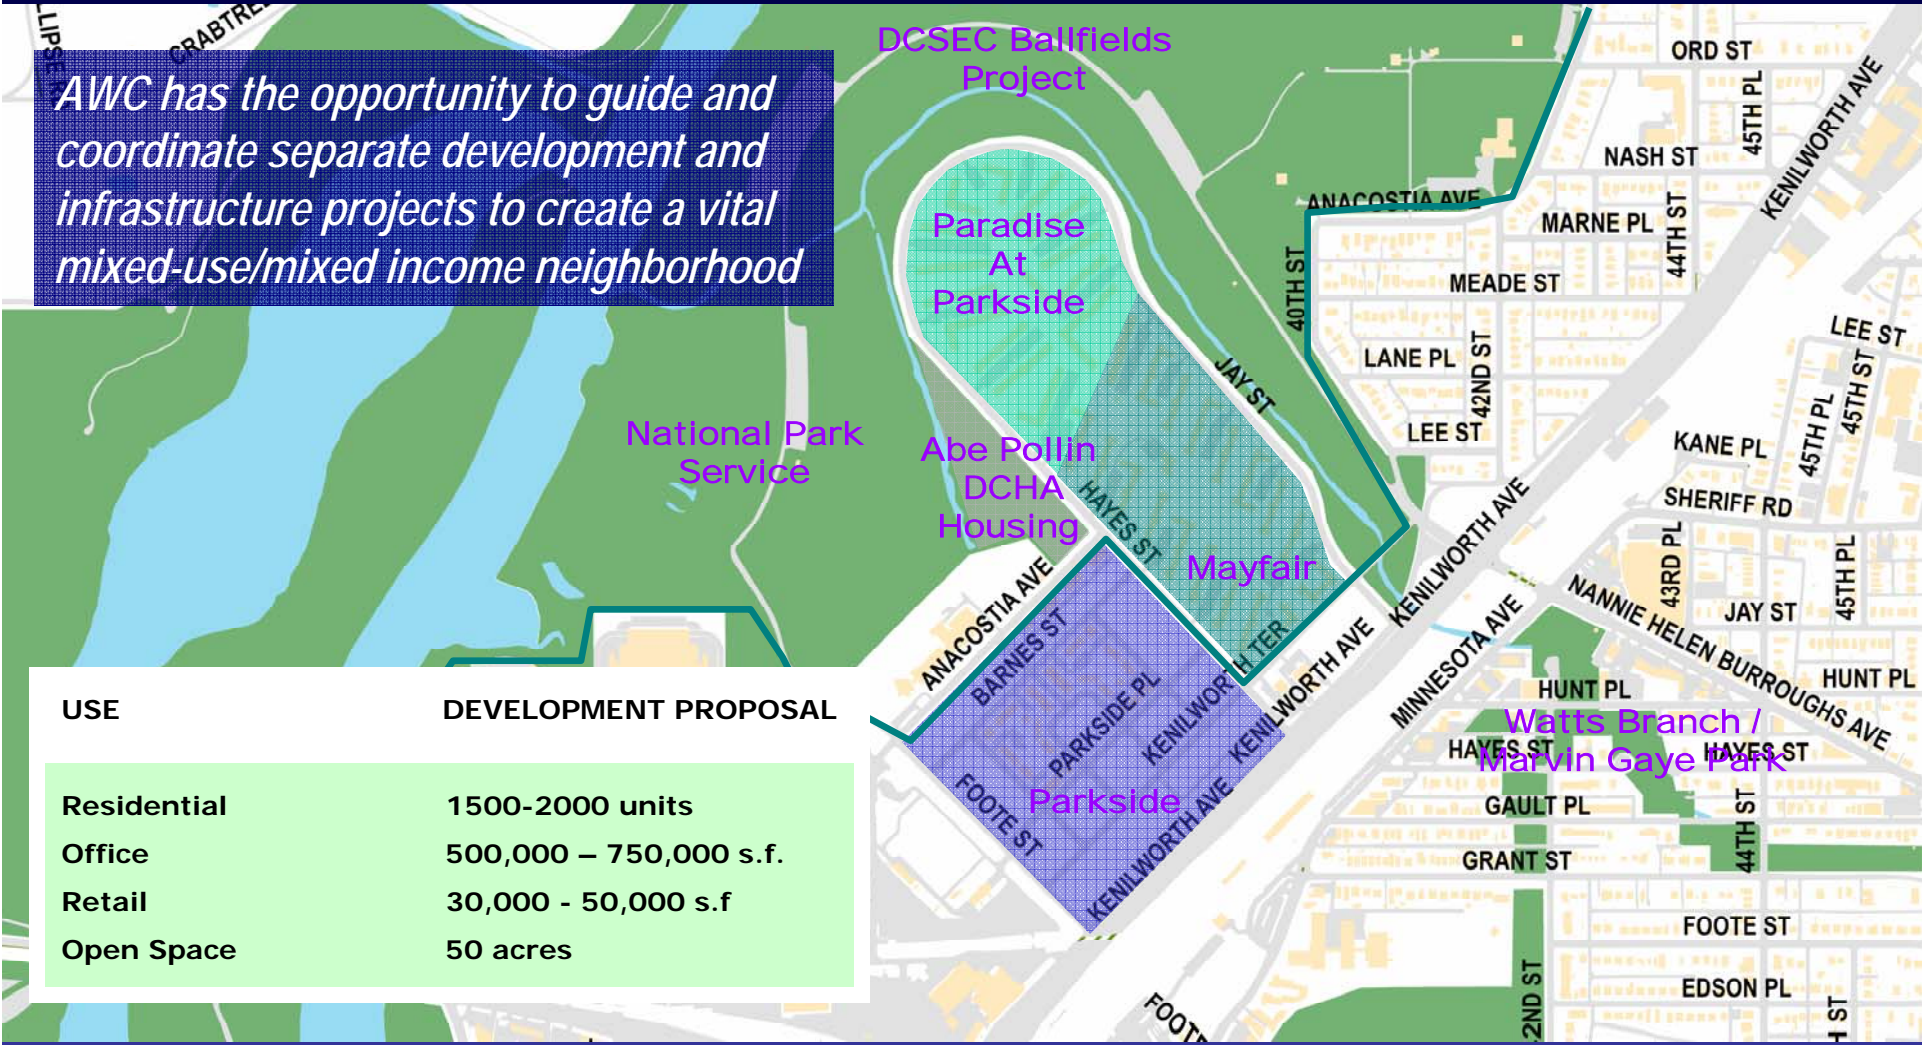 CRABTREE
AWC has the opportunity to guide and
coordinate separate development and
infrastructure projects to create a vital
mixed-use/mixed income neighborhood
DCSEC Ballfields
Project
Paradise
At
Parkside
National Park
Service
Abe Pollin
DCHA
Housing
Mayfair
Parkside
Watts Branch /
Marvin Gaye Park
ORD ST
45TH PL
KENILWORTH AVE
NASH ST
ANACOSTIA AVE
MARNE PL
44TH ST
40TH ST
MEADE ST
LEE ST
LANE PL
42ND ST
45TH ST
45TH PL
JAY ST
LEE ST
KANE PL
SHERIFF RD
HAYES ST
KENILWORTH AVE
43RD PL
45TH PL
NANNIE HELEN BURROUGHS AVE
JAY ST
ANACOSTIA AVE
BARNES ST
KENILWORTH TER
KENILWORTH AVE
MINNESOTA AVE
HUNT PL
HUNT PL
PARKSIDE PL
HAYES ST
HAYES ST
FOOTE ST
KENILWORTH AVE
GAULT PL
44TH ST
GRANT ST
FOOTE ST
EDSON PL
USE DEVELOPMENT PROPOSAL
Residential 1500-2000 units
Office 500,000 – 750,000 s.f.
Retail 30,000 - 50,000 s.f
Open Space 50 acres